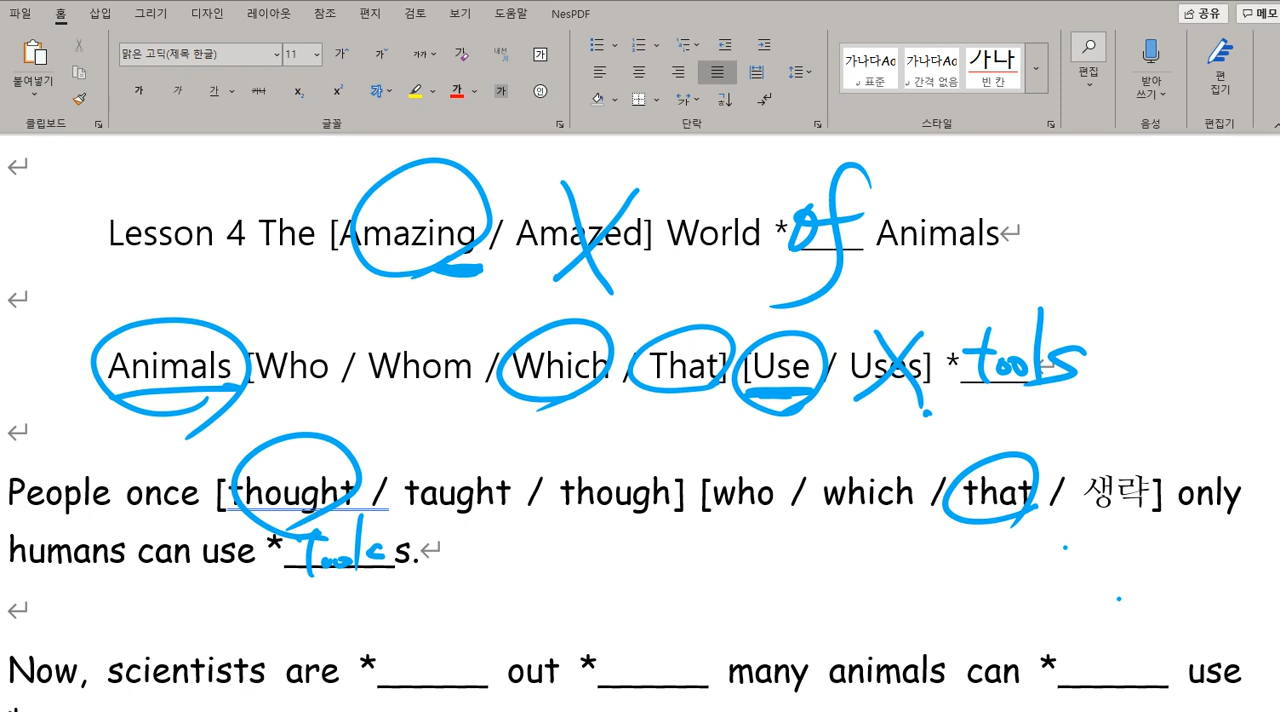 파일 홈 삽입 그리기 디자인 레이아웃 참조 편지 검토 보기 도움말 NesPDF 공유 메모
맑은 고딕(제목 한글) 11
붙여넣기
가나다Aa 가나다Aa 가나
표준 간격 없음 빈 칸
편집 받아쓰기 편집기
클립보드 글꼴 단락 스타일 음성 편집기
Lesson 4 The [Amazing / Amazed] World *of Animals
Animals [Who / Whom / Which / That] [Use / Uses] *tools
People once [thought / taught / though] [who / which / that / 생략] only
humans can use *tools.
Now, scientists are *______ out *______ many animals can *______ use